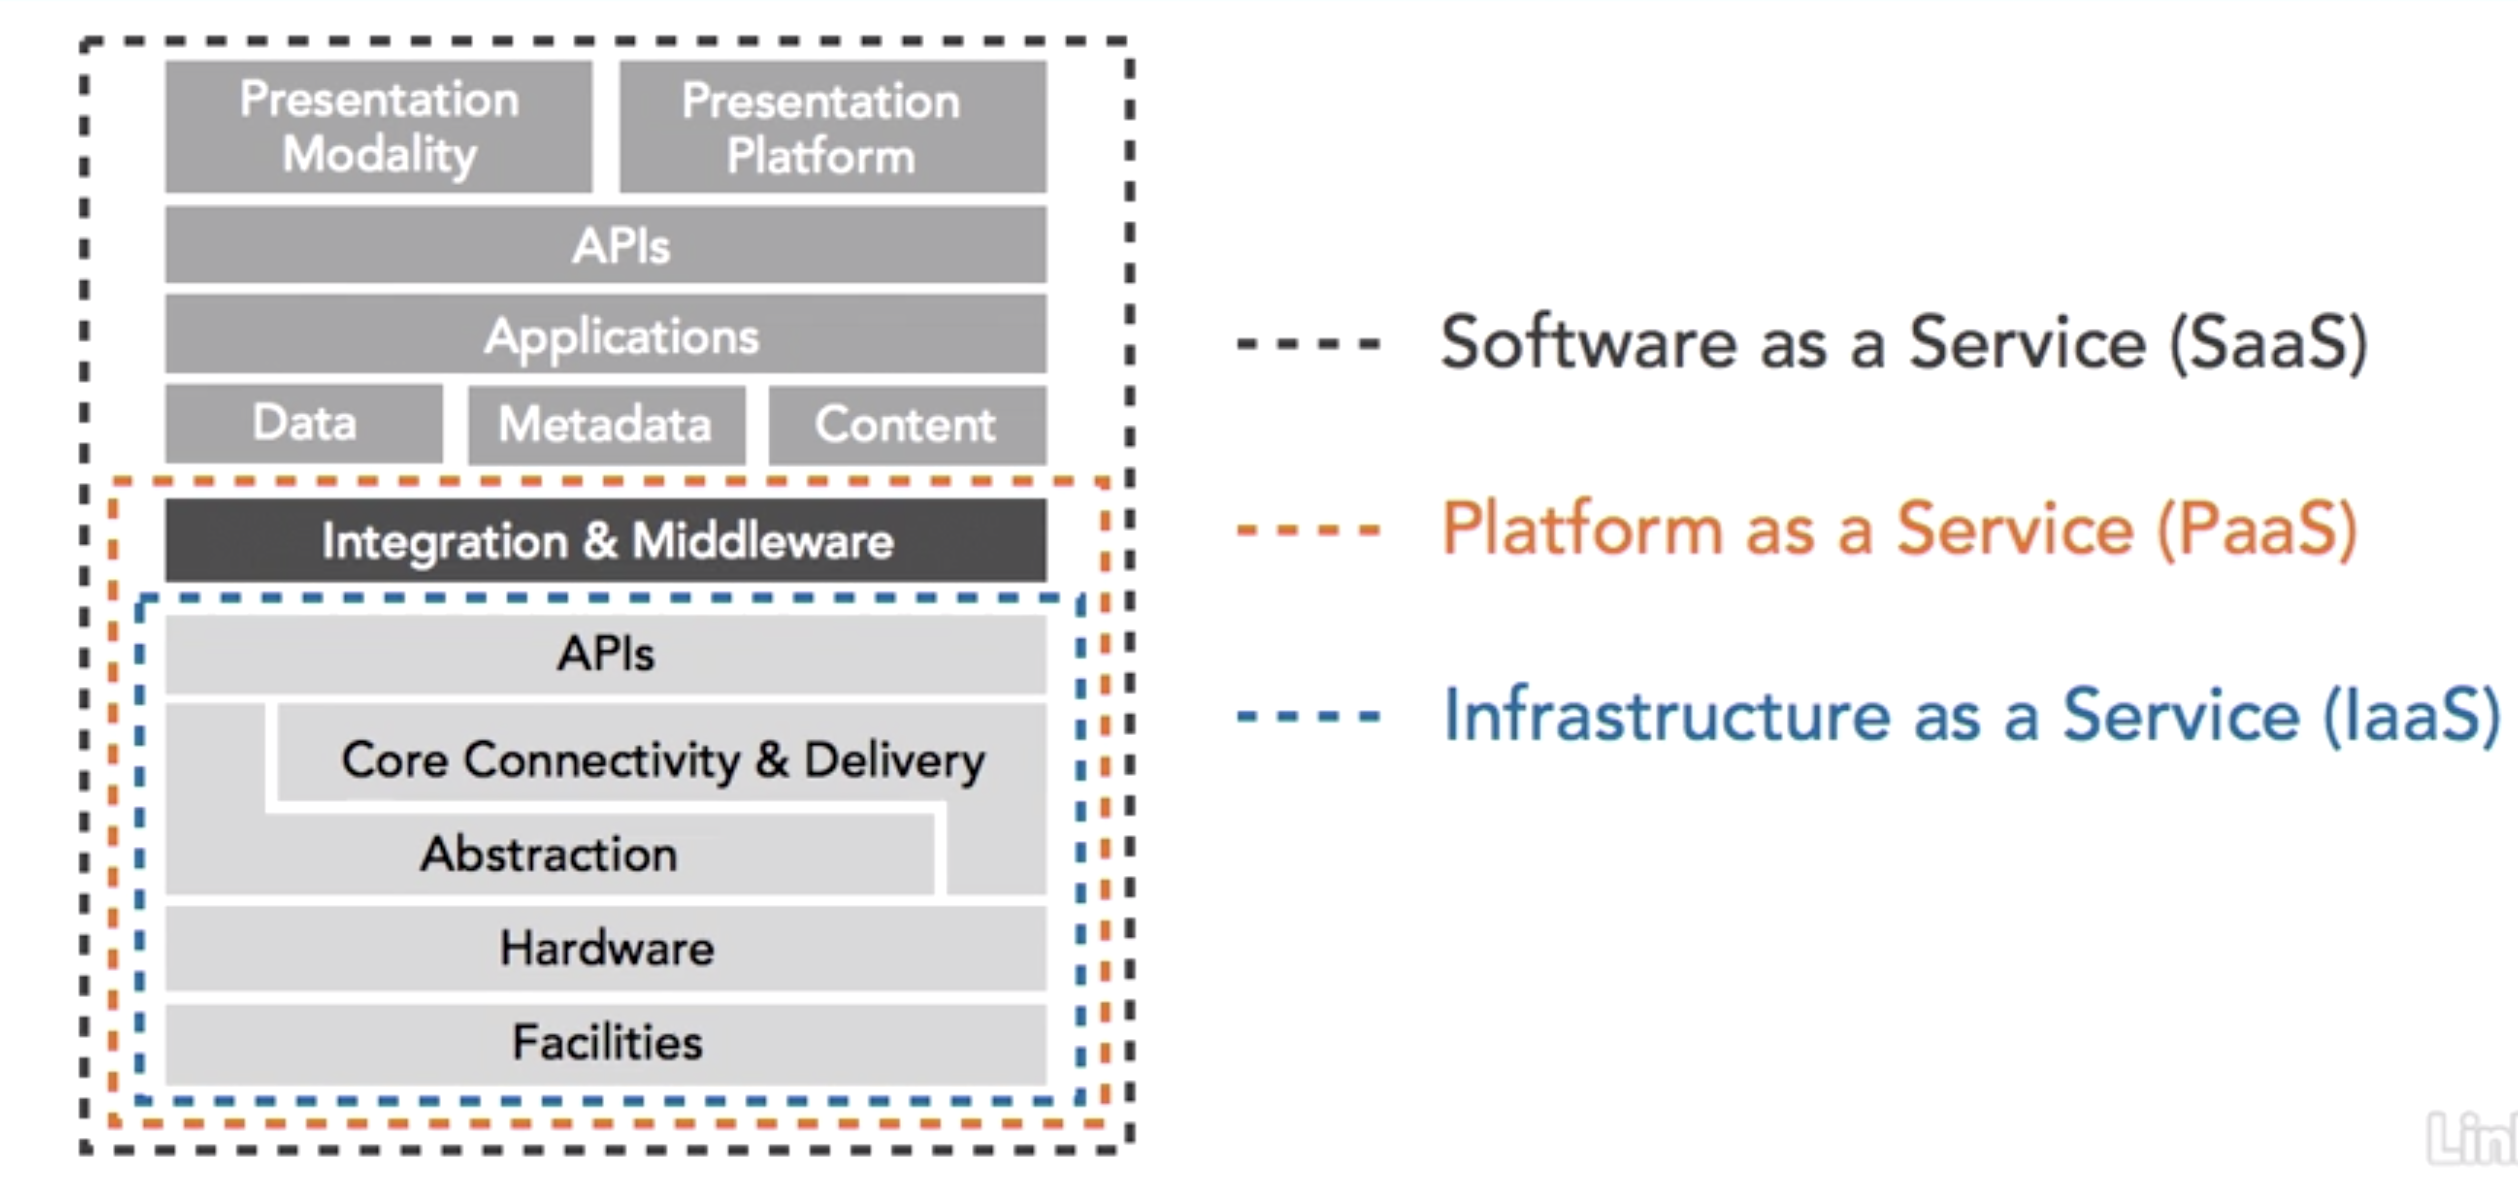 Presentation
Modality
Presentation
Platform
APIs
Applications
Data
Metadata
Content
Integration & Middleware
APIs
Core Connectivity & Delivery
Abstraction
Hardware
Facilities
Software as a Service (SaaS)
Platform as a Service (PaaS)
Infrastructure as a Service (IaaS)